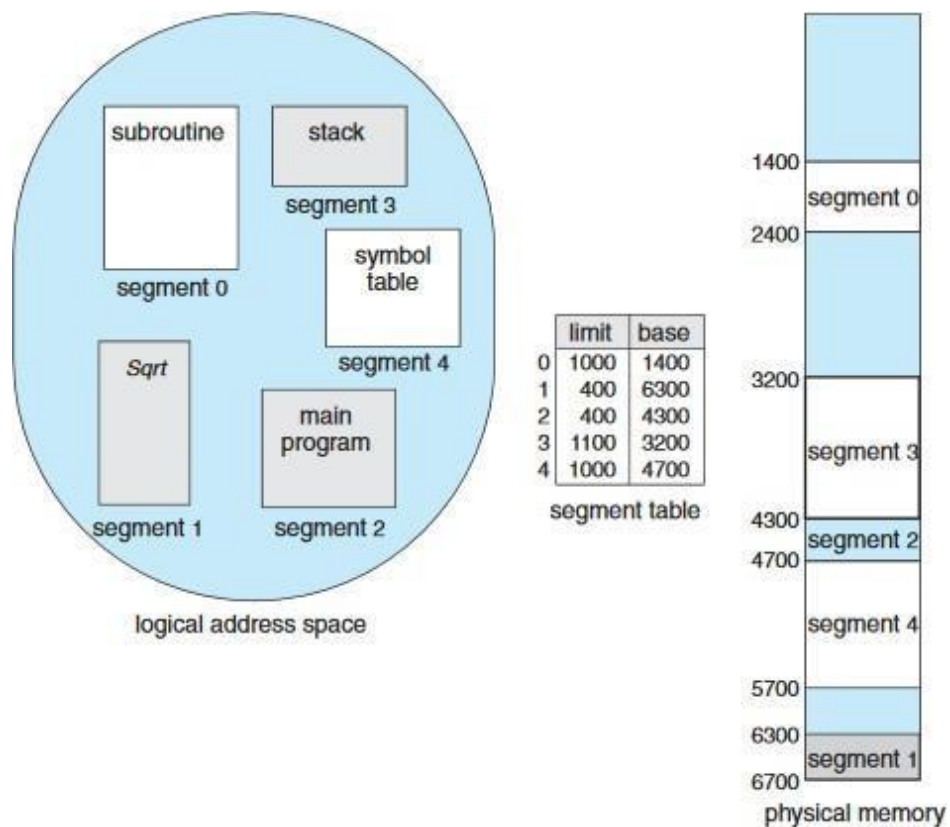 subroutine
segment 0
stack
segment 3
symbol
table
segment 4
Sqrt
segment 1
main
program
segment 2
logical address space
limit base
0 1000 1400
1 400 6300
2 400 4300
3 1100 3200
4 1000 4700
segment table
1400
segment 0
2400
3200
segment 3
4300
segment 2
4700
segment 4
5700
6300
segment 1
6700
physical memory